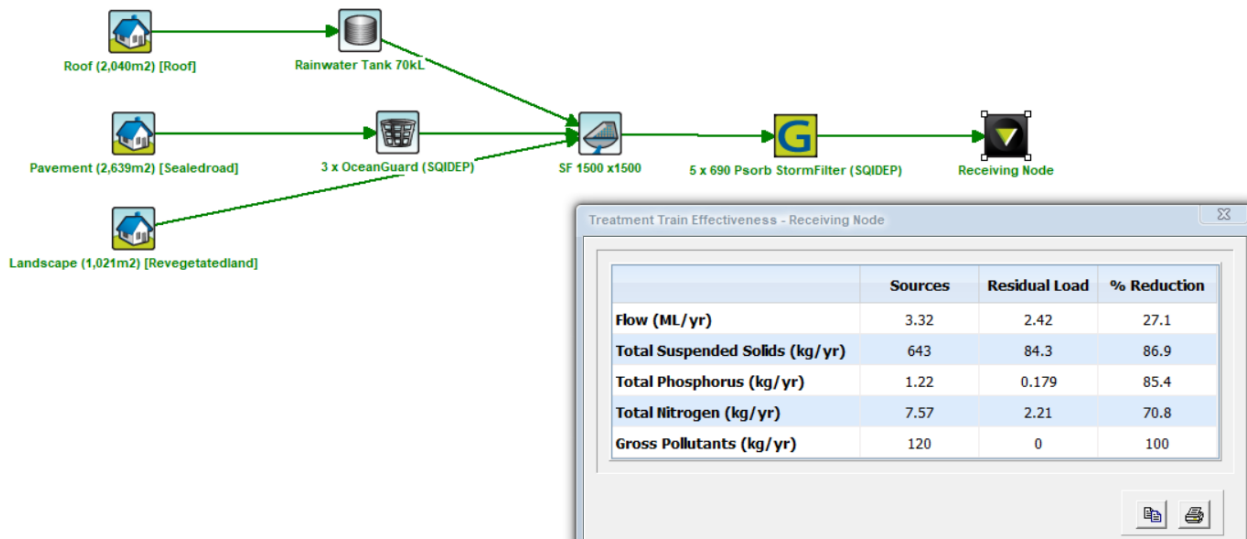 Roof (2,040m2) [Roof]
Rainwater Tank 70kL
Pavement (2,639m2) [Sealedroad]
3 x OceanGuard (SQIDEP)
SF 1500 x1500
G
5 x 690 Psorb StormFilter (SQIDEP)
Receiving Node
Landscape (1,021m2) [Revegetatedland]
Treatment Train Effectiveness - Receiving Node
Sources Residual Load % Reduction
Flow (ML/yr) 3.32 2.42 27.1
Total Suspended Solids (kg/yr) 643 84.3 86.9
Total Phosphorus (kg/yr) 1.22 0.179 85.4
Total Nitrogen (kg/yr) 7.57 2.21 70.8
Gross Pollutants (kg/yr) 120 0 100